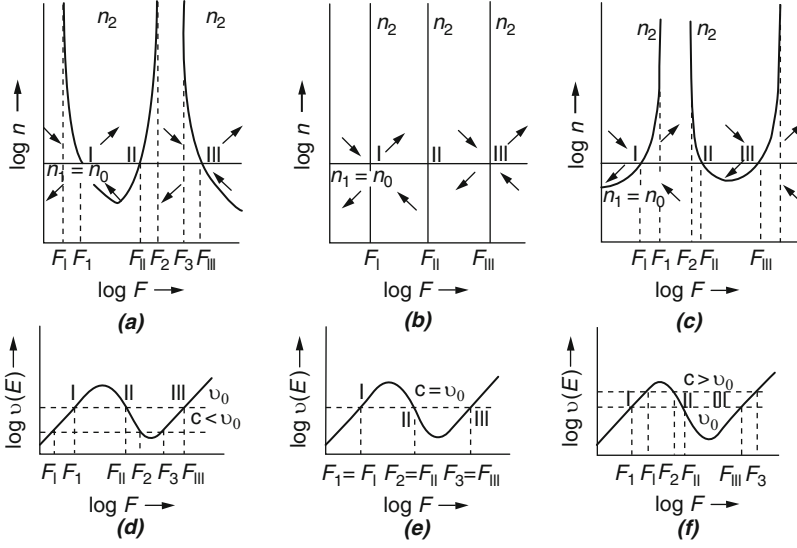 n2 n2
log n
I II III
n1 = n0
FI F1 FII F2 F3 FIII
log F
(a)
n2 n2 n2
log n
I II III
n1 = n0
FI FII FIII
log F
(b)
n2 n2
log n
I II III
n1 = n0
FI F1 F2 FII FIII
log F
(c)
log υ(E)
I II III
υ0
c<υ0
FI F1 FII F2 F3 FIII
log F
(d)
log υ(E)
I c=υ0
II III
F1= FI F2=FII F3=FIII
log F
(e)
log υ(E)
c>υ0
I II III
υ0
F1 FI F2 FII FIII F3
log F
(f)